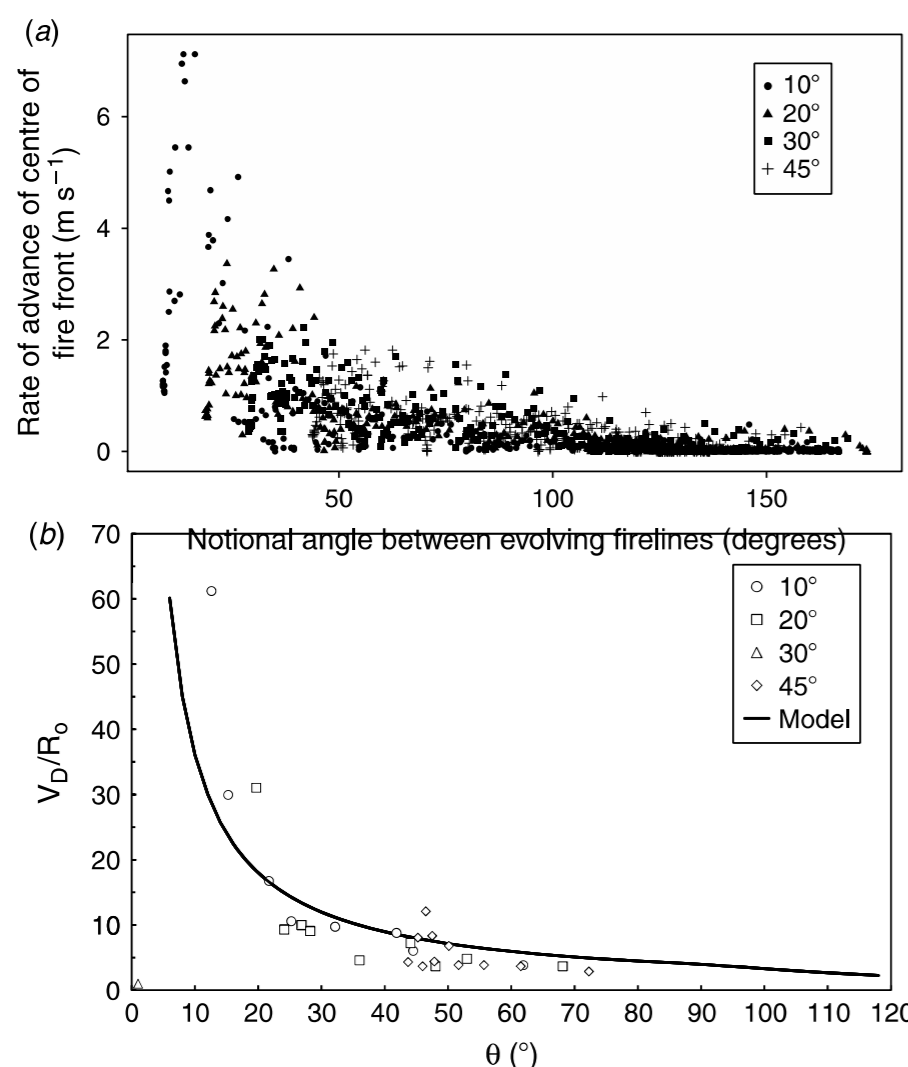 (a)
Rate of advance of centre of
fire front (m s−1)
6
4
2
0
10°
20°
30°
45°
50
100
150
Notional angle between evolving firelines (degrees)
(b)
VD/Ro
70
60
50
40
30
20
10
0
10°
20°
30°
45°
Model
0 10 20 30 40 50 60 70 80 90 100 110 120
θ (°)